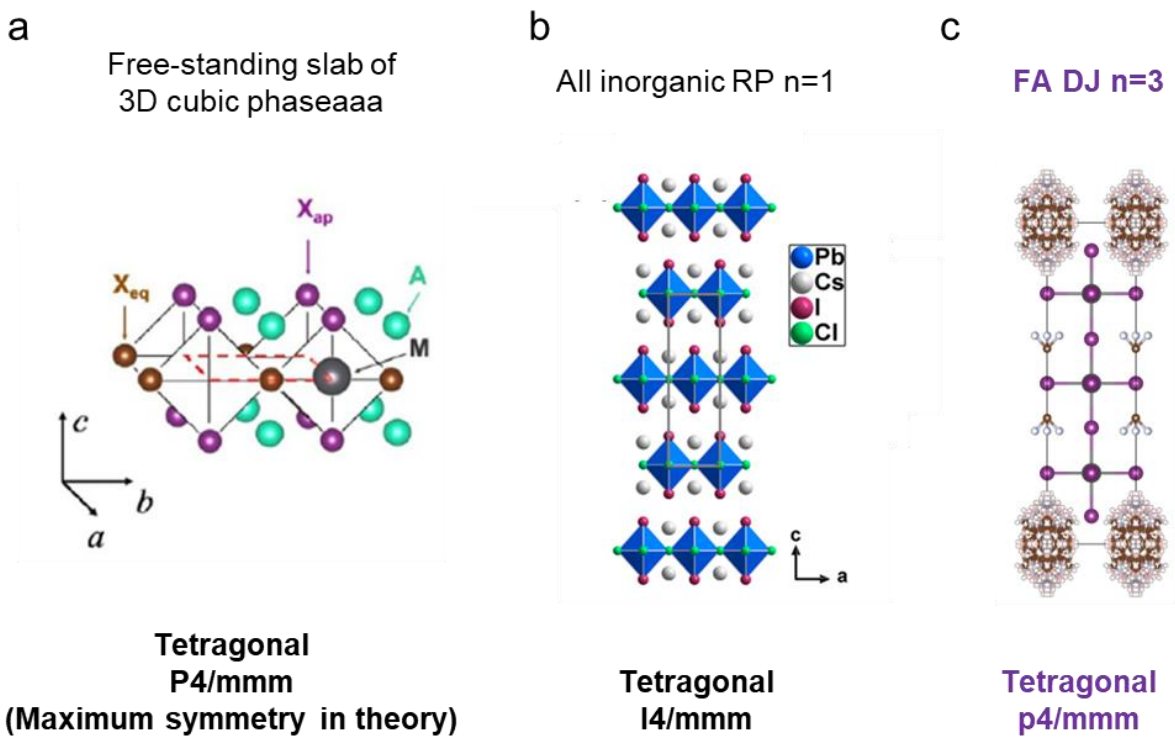 a
Free-standing slab of
3D cubic phaseaaa
Xap
Xeq
A
M
c
b
a
b
All inorganic RP n=1
Pb
Cs
I
Cl
c
a
c
FA DJ n=3
Tetragonal
P4/mmm
(Maximum symmetry in theory)
Tetragonal
I4/mmm
Tetragonal
p4/mmm